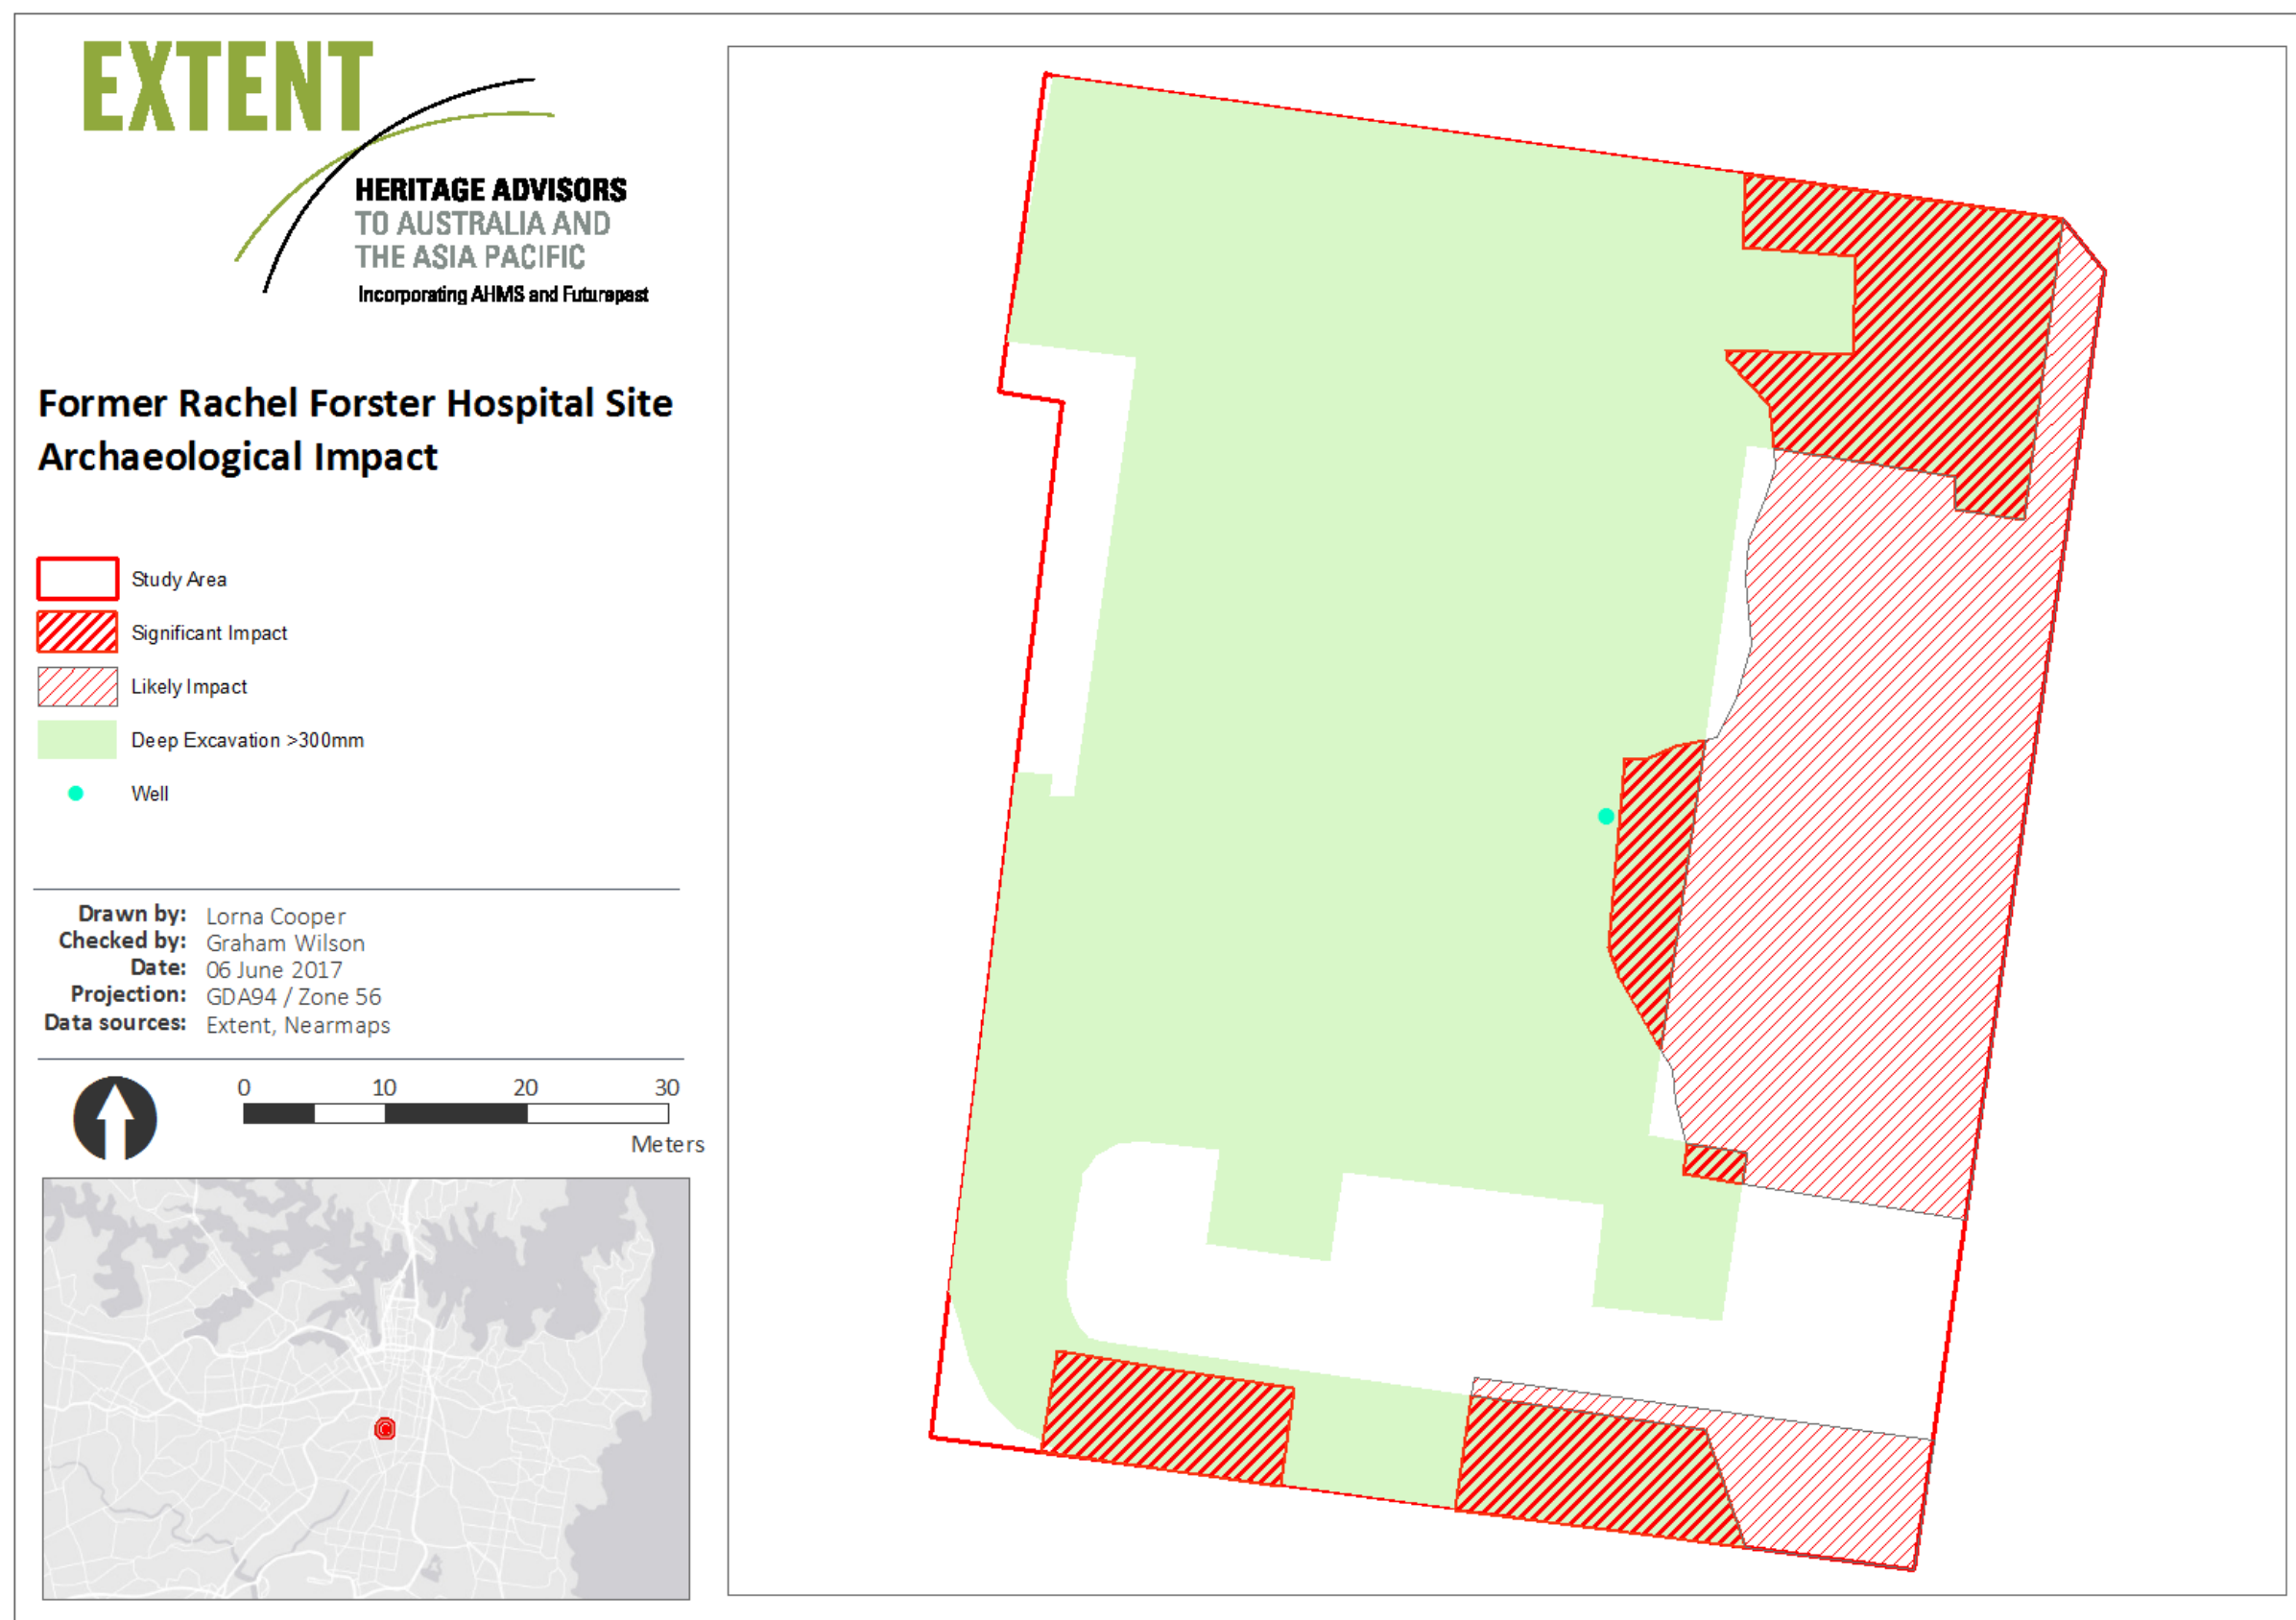 EXTENT
HERITAGE ADVISORS
TO AUSTRALIA AND
THE ASIA PACIFIC
Incorporating AHMS and Futurepast
Former Rachel Forster Hospital Site
Archaeological Impact
Study Area
Significant Impact
Likely Impact
Deep Excavation >300mm
Well
Drawn by: Lorna Cooper
Checked by: Graham Wilson
Date: 06 June 2017
Projection: GDA94 / Zone 56
Data sources: Extent, Nearmaps
0 10 20 30
Meters